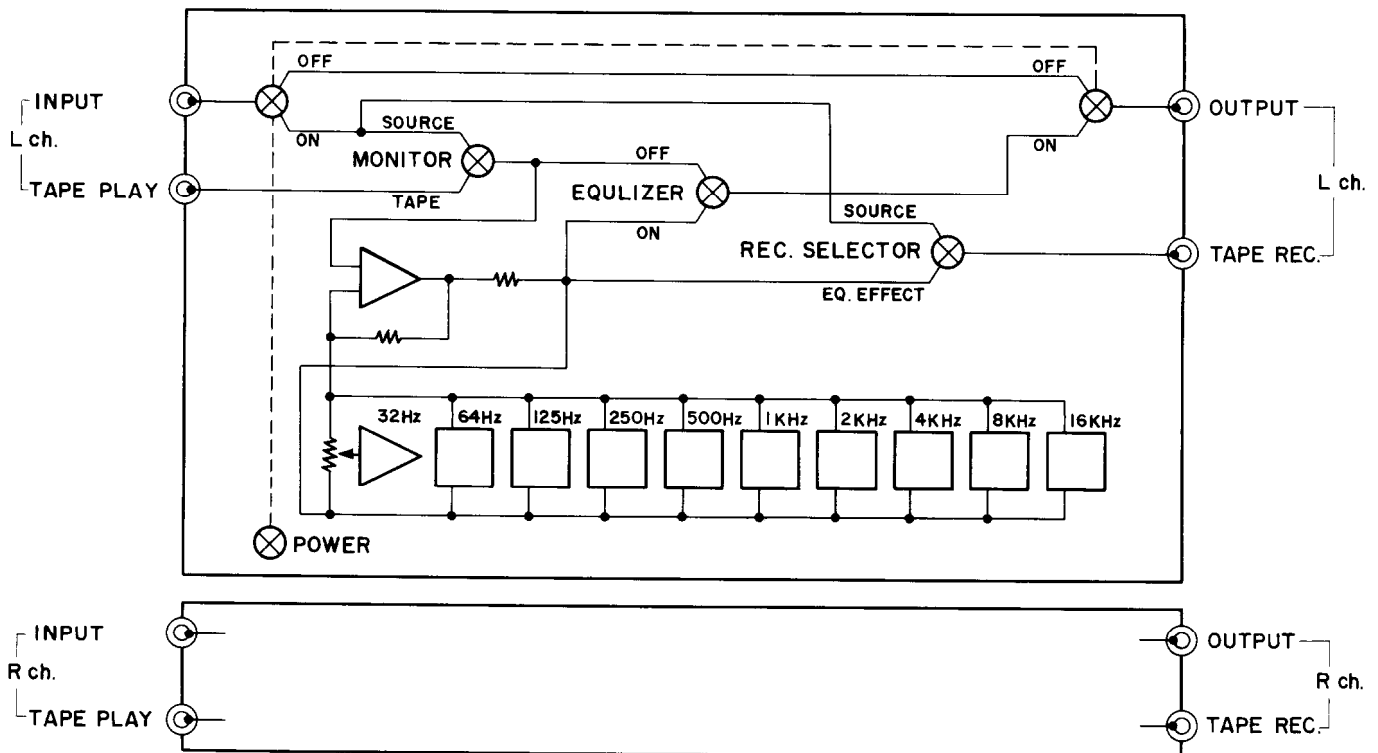 OFF
OFF
INPUT
OUTPUT
L ch.
ON
SOURCE
ON
MONITOR
OFF
TAPE PLAY
TAPE
EQULIZER
L ch.
ON
SOURCE
REC. SELECTOR
TAPE REC.
EQ. EFFECT
32Hz
64Hz
125Hz
250Hz
500Hz
1KHz
2KHz
4KHz
8KHz
16KHz
POWER
INPUT
OUTPUT
R ch.
R ch.
TAPE PLAY
TAPE REC.